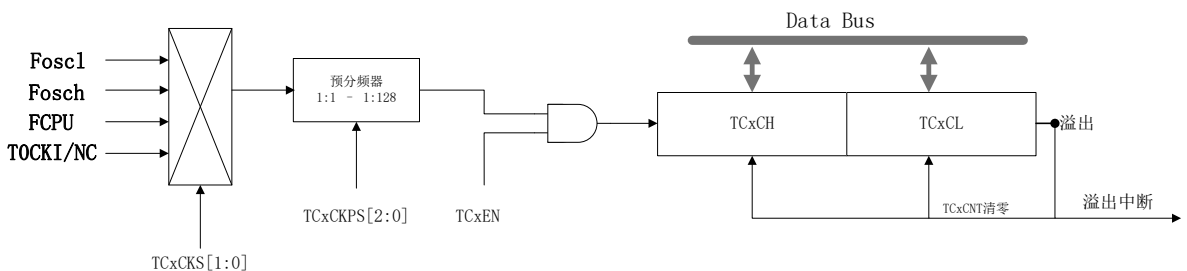 Data Bus
Foscl
Fosch
FCPU
T0CKI/NC
预分频器
1:1 - 1:128
TCxCH
TCxCL
溢出
TCxCKPS[2:0]
TCxEN
TCxCNT清零
溢出中断
TCxCKS[1:0]